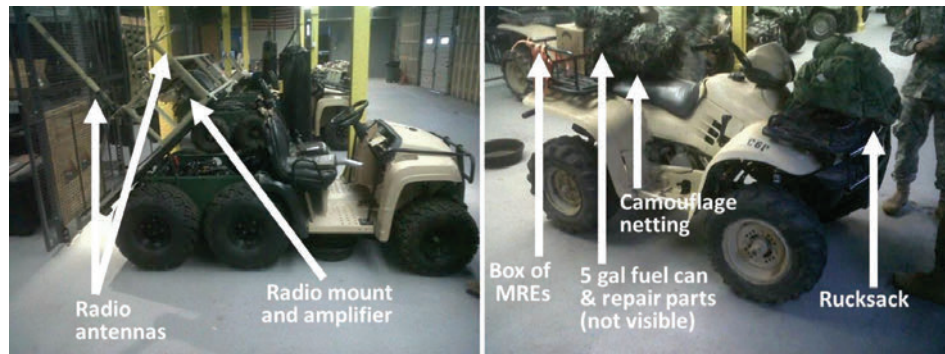 Radio
antennas
Radio mount
and amplifier
Box of
MREs
5 gal fuel can
& repair parts
(not visible)
Camouflage
netting
Rucksack